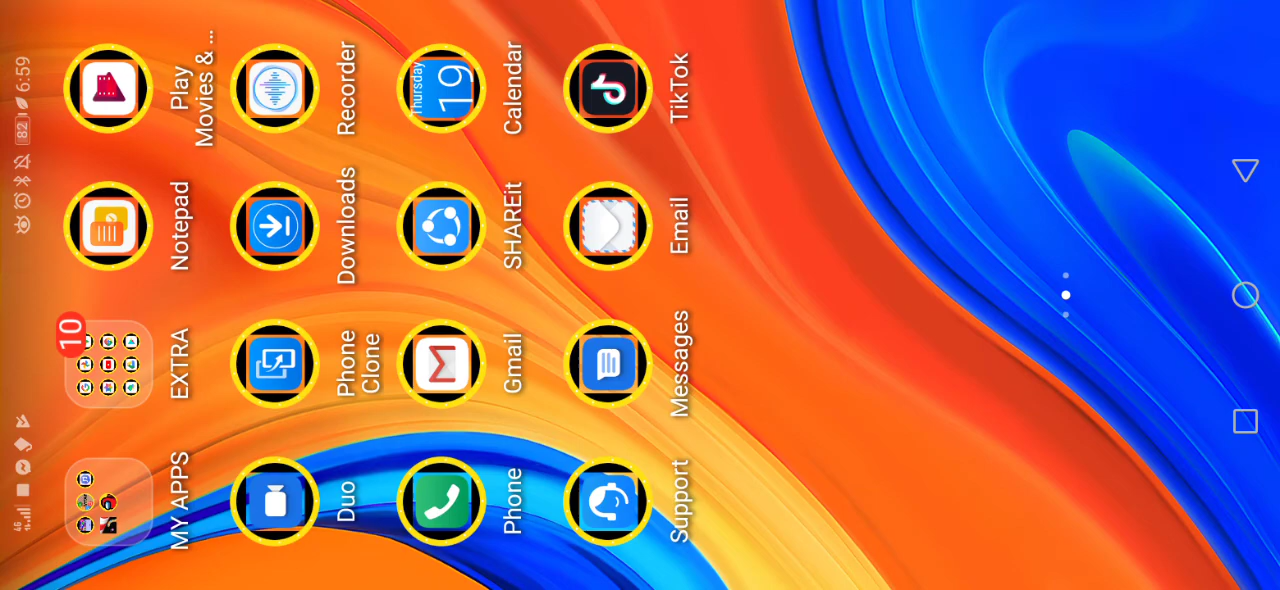 4G
82
6:59
10
MY APPS
EXTRA
Notepad
Play
Movies & ...
Duo
Phone
Clone
Downloads
Recorder
Phone
Gmail
SHAREit
Thursday
19
Calendar
Support
Messages
Email
TikTok